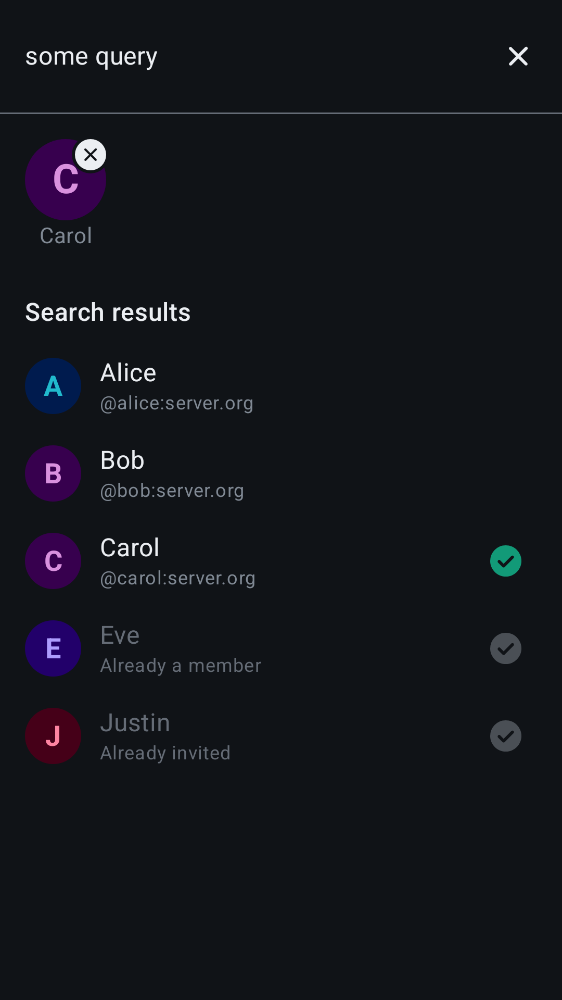 some query
C
Carol
Search results
A
Alice
@alice:server.org
B
Bob
@bob:server.org
C
Carol
@carol:server.org
E
Eve
Already a member
J
Justin
Already invited